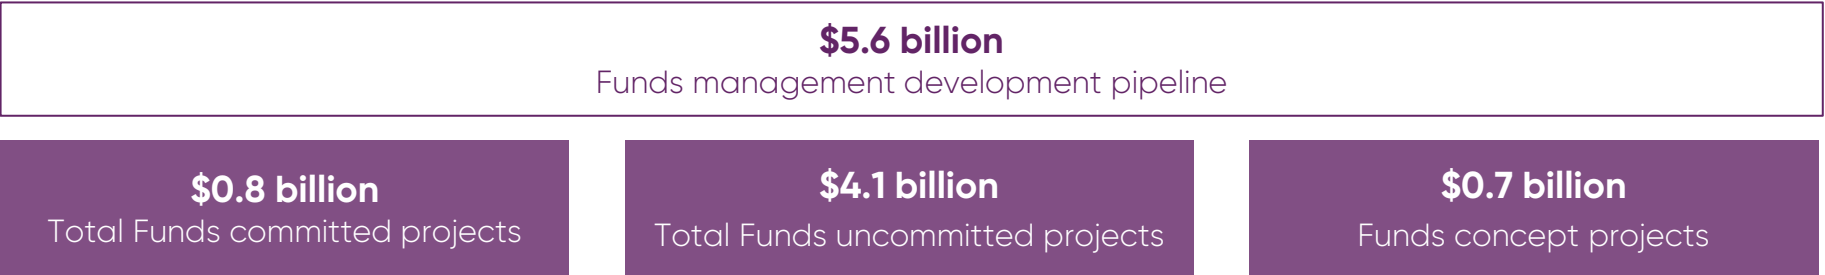 $5.6 billion
Funds management development pipeline
$0.8 billion
Total Funds committed projects
$4.1 billion
Total Funds uncommitted projects
$0.7 billion
Funds concept projects